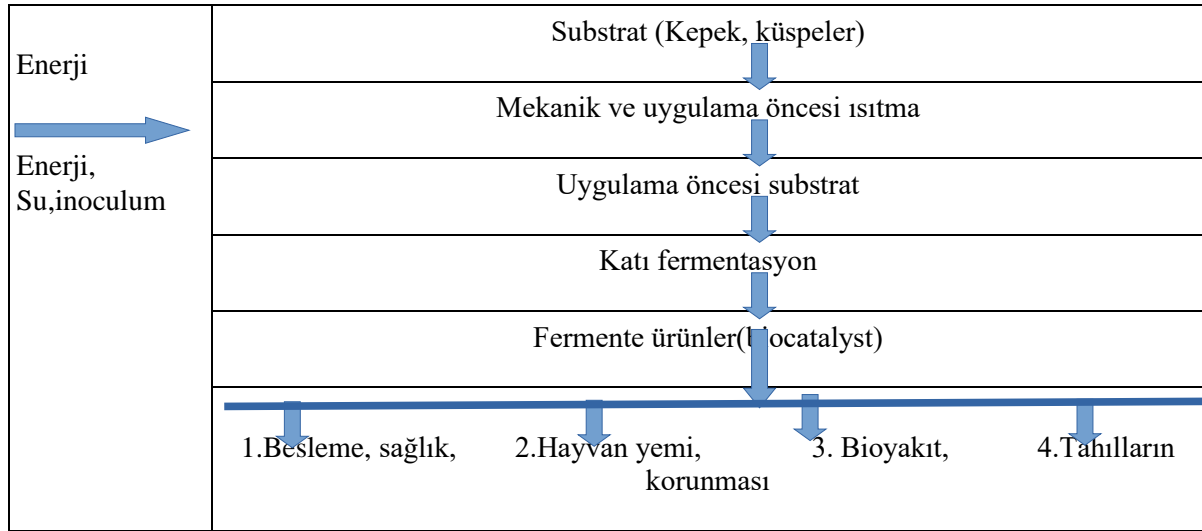 Enerji
Enerji,
Su,inoculum
Substrat (Kepek, küspeler)
Mekanik ve uygulama öncesi ısıtma
Uygulama öncesi substrat
Katı fermentasyon
Fermente ürünler(biocatalyst)
1.Besleme, sağlık, 2.Hayvan yemi, 3. Bioyakıt, 4.Tahılların
korunması